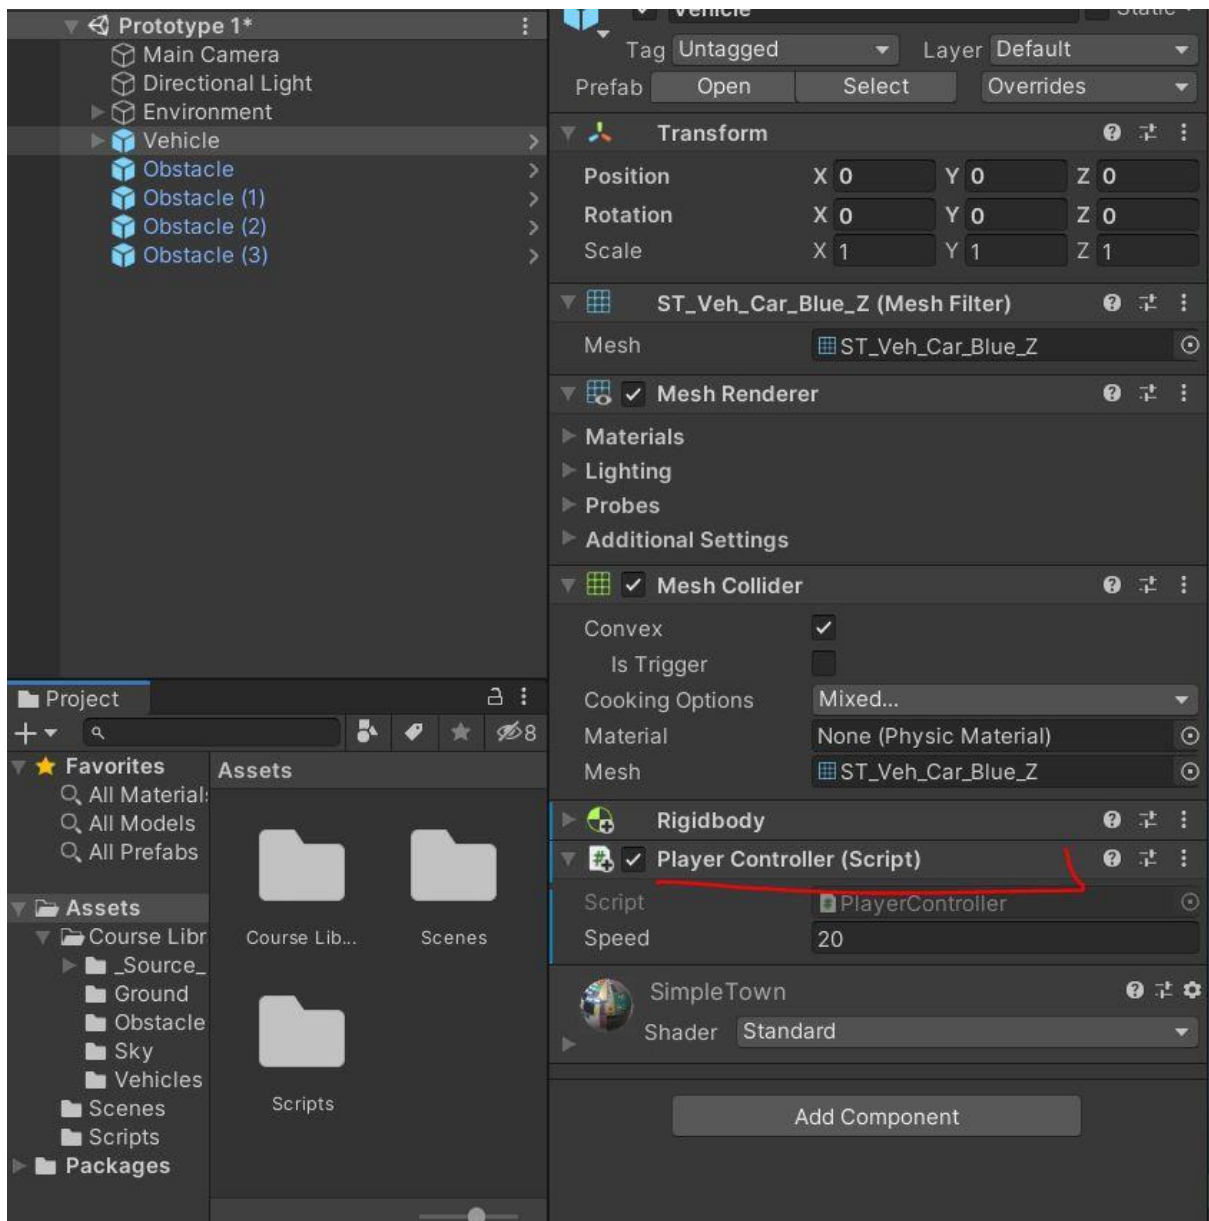 Prototype 1*
Main Camera
Directional Light
Environment
Vehicle
Obstacle
Obstacle (1)
Obstacle (2)
Obstacle (3)
Project
8
Favorites
All Material
All Models
All Prefabs
Assets
Course Libr
_Source_
Ground
Obstacle
Sky
Vehicles
Scenes
Scripts
Packages
Assets
Course Lib...
Scenes
Scripts
Vehicle
Static
Tag Untagged Layer Default
Prefab Open Select Overrides
Transform
Position X 0 Y 0 Z 0
Rotation X 0 Y 0 Z 0
Scale X 1 Y 1 Z 1
ST_Veh_Car_Blue_Z (Mesh Filter)
Mesh ST_Veh_Car_Blue_Z
Mesh Renderer
Materials
Lighting
Probes
Additional Settings
Mesh Collider
Convex
Is Trigger
Cooking Options Mixed...
Material None (Physic Material)
Mesh ST_Veh_Car_Blue_Z
Rigidbody
Player Controller (Script)
Script PlayerController
Speed 20
SimpleTown
Shader Standard
Add Component